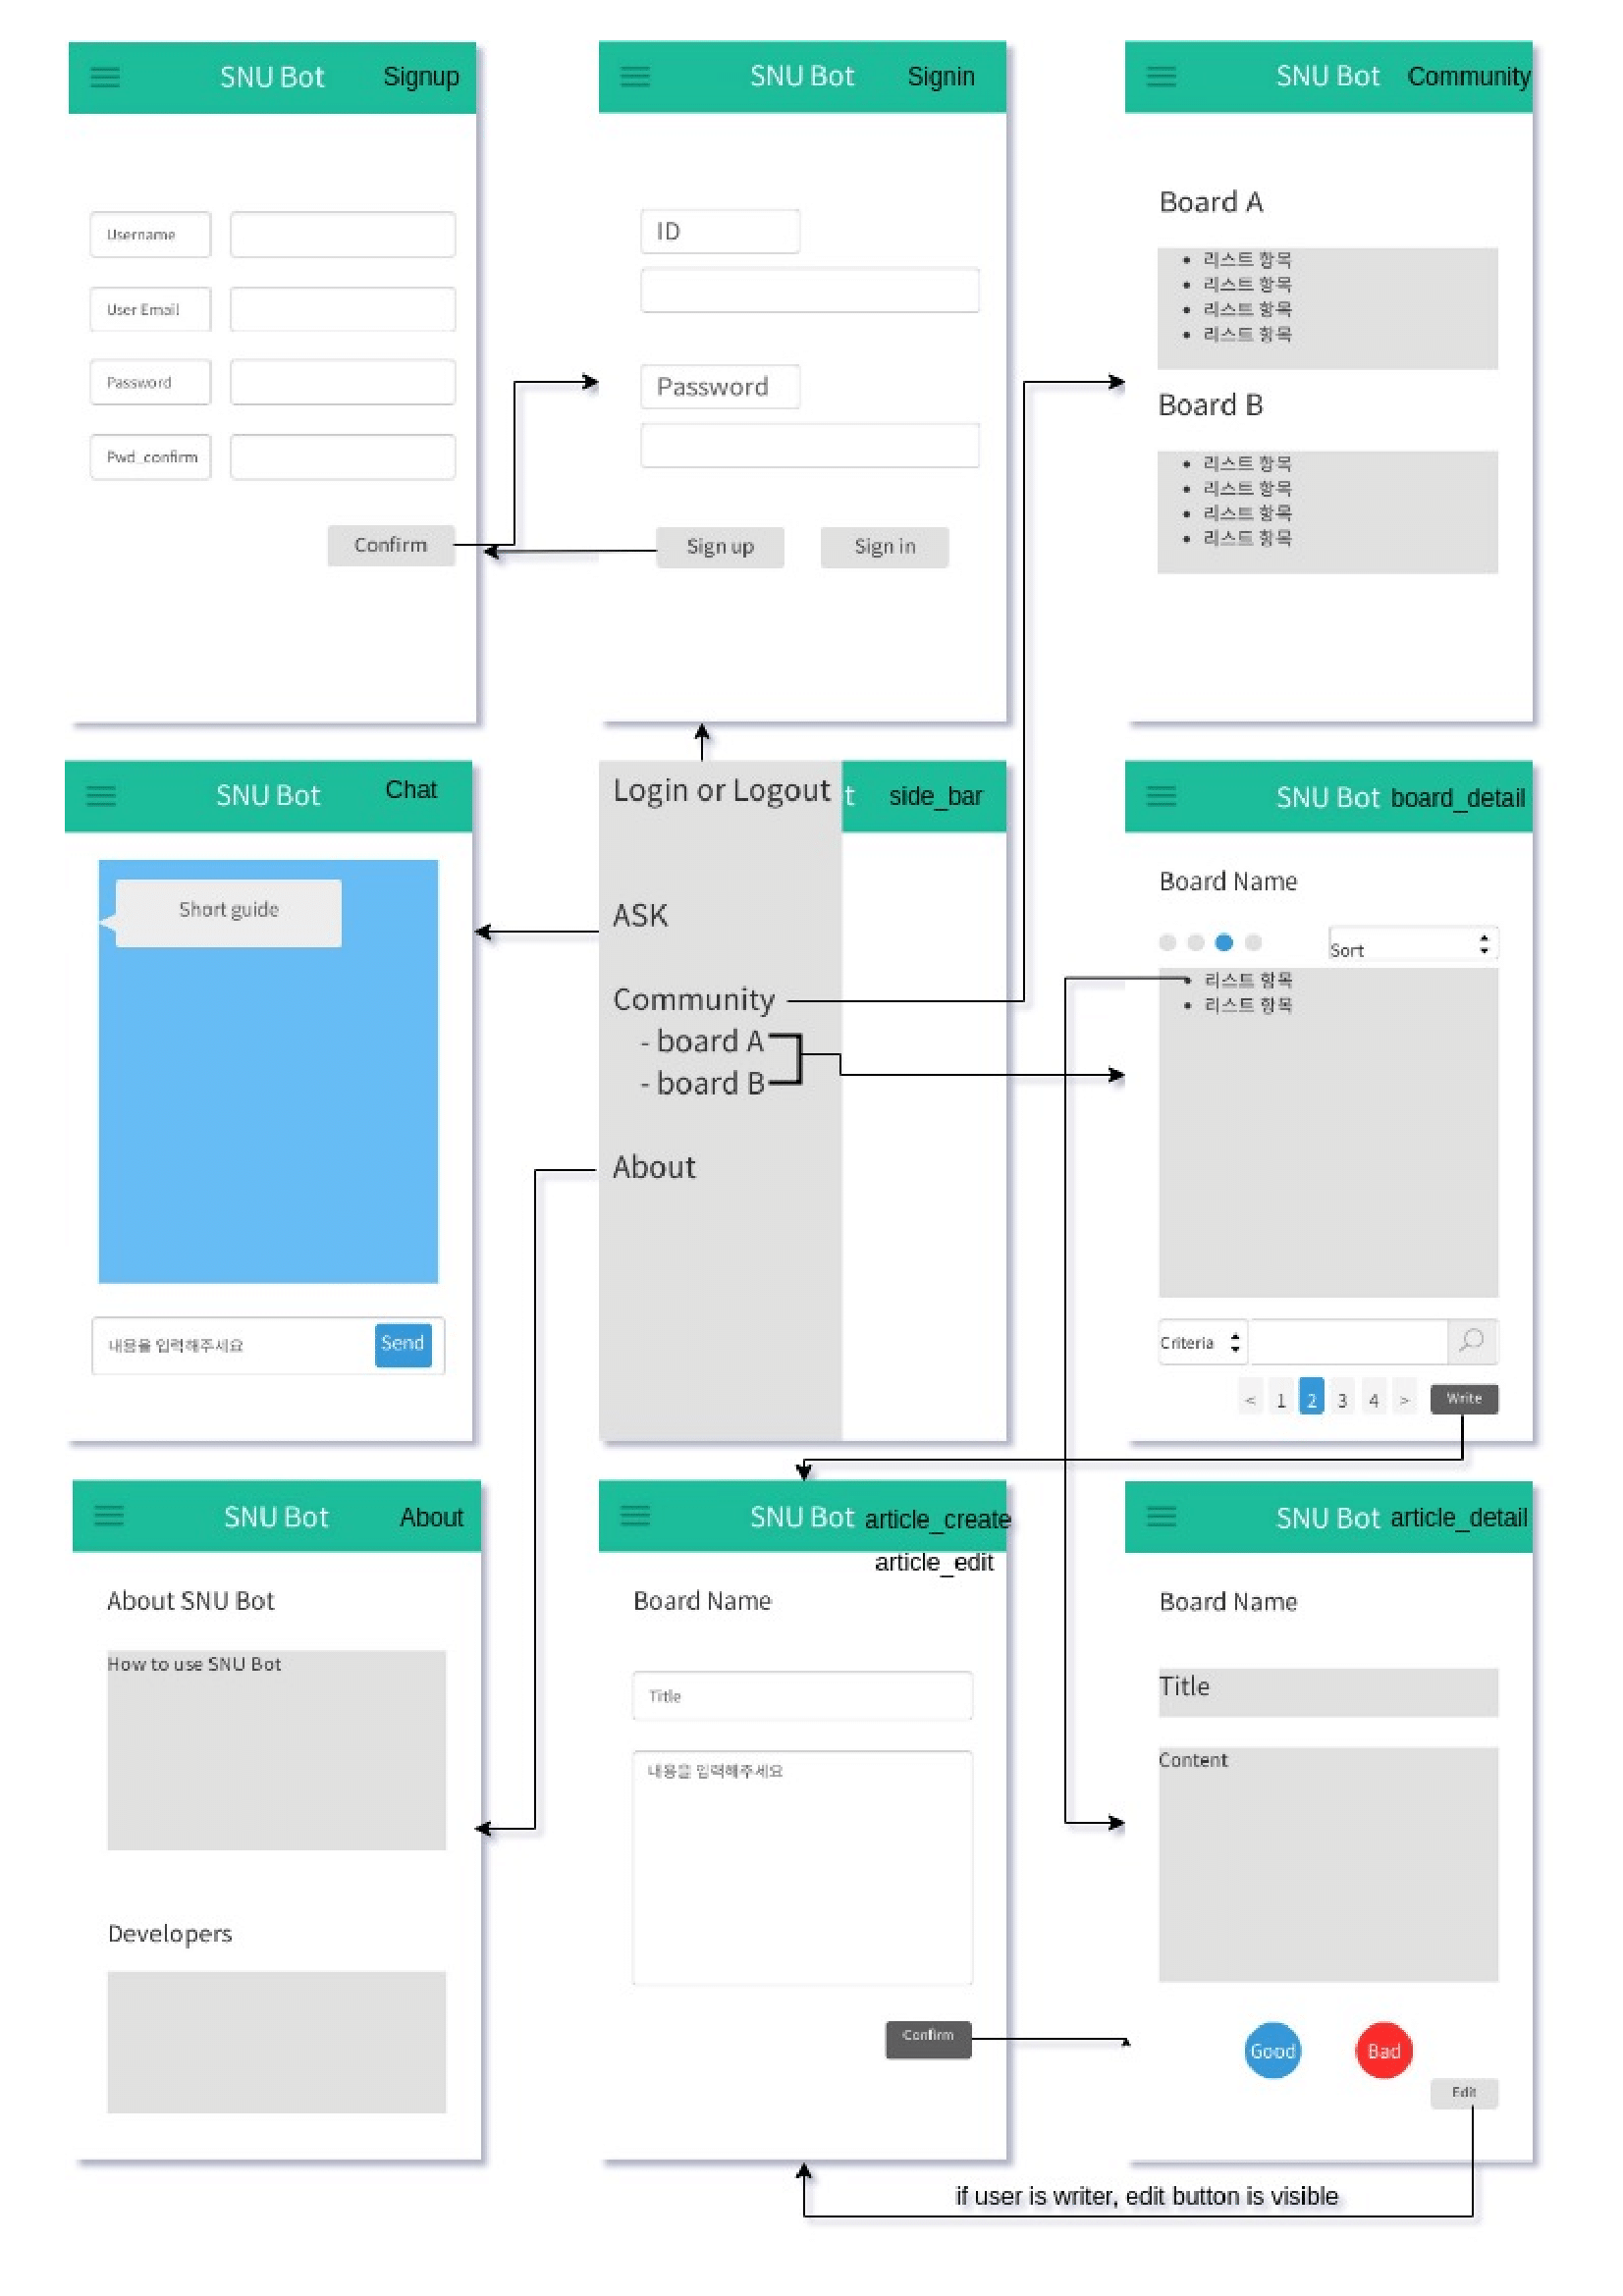 SNU Bot Signup
Username
User Email
Password
Pwd_confirm
Confirm
SNU Bot Signin
ID
Password
Sign up Sign in
SNU Bot Community
Board A
• 리스트 항목
• 리스트 항목
• 리스트 항목
• 리스트 항목
Board B
• 리스트 항목
• 리스트 항목
• 리스트 항목
• 리스트 항목
SNU Bot Chat
Short guide
내용을 입력해주세요 Send
Login or Logout t side_bar
ASK
Community
- board A
- board B
About
SNU Bot board_detail
Board Name
Sort
• 리스트 항목
• 리스트 항목
Criteria
< 1 2 3 4 > Write
SNU Bot About
About SNU Bot
How to use SNU Bot
Developers
SNU Bot article_create
article_edit
Board Name
Title
내용을 입력해주세요
Confirm
SNU Bot article_detail
Board Name
Title
Content
Good Bad
Edit
if user is writer, edit button is visible